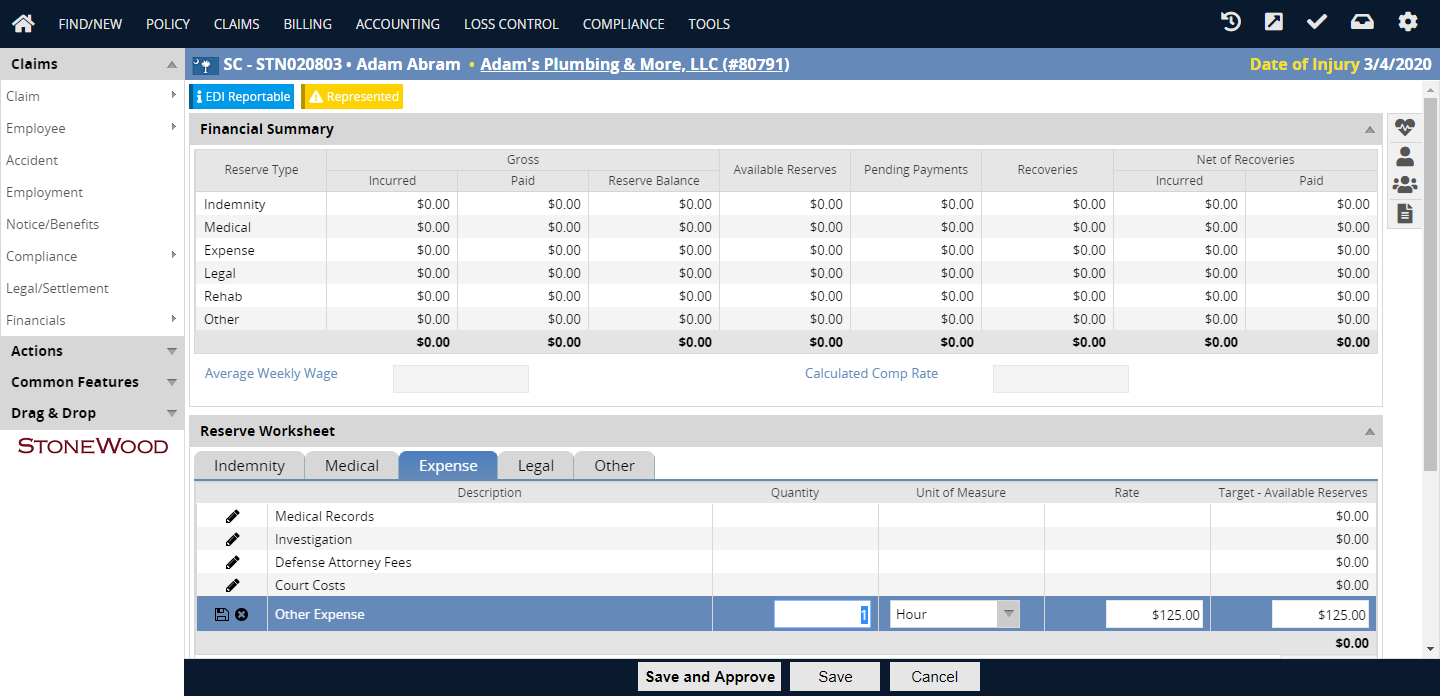 FIND/NEW POLICY CLAIMS BILLING ACCOUNTING LOSS CONTROL COMPLIANCE TOOLS
Claims
Claim
Employee
Accident
Employment
Notice/Benefits
Compliance
Legal/Settlement
Financials
Actions
Common Features
Drag & Drop
STONEWOOD
SC - STN020803 • Adam Abram • Adam's Plumbing & More, LLC (#80791) Date of Injury 3/4/2020
EDI Reportable Represented
Financial Summary
Reserve Type Gross Available Reserves Pending Payments Recoveries Net of Recoveries
Incurred Paid Reserve Balance Incurred Paid
Indemnity $0.00 $0.00 $0.00 $0.00 $0.00 $0.00 $0.00 $0.00
Medical $0.00 $0.00 $0.00 $0.00 $0.00 $0.00 $0.00 $0.00
Expense $0.00 $0.00 $0.00 $0.00 $0.00 $0.00 $0.00 $0.00
Legal $0.00 $0.00 $0.00 $0.00 $0.00 $0.00 $0.00 $0.00
Rehab $0.00 $0.00 $0.00 $0.00 $0.00 $0.00 $0.00 $0.00
Other $0.00 $0.00 $0.00 $0.00 $0.00 $0.00 $0.00 $0.00
$0.00 $0.00 $0.00 $0.00 $0.00 $0.00 $0.00 $0.00
Average Weekly Wage Calculated Comp Rate
Reserve Worksheet
Indemnity Medical Expense Legal Other
Description Quantity Unit of Measure Rate Target - Available Reserves
Medical Records $0.00
Investigation $0.00
Defense Attorney Fees $0.00
Court Costs $0.00
Other Expense 1 Hour $125.00 $125.00
$0.00
Save and Approve Save Cancel